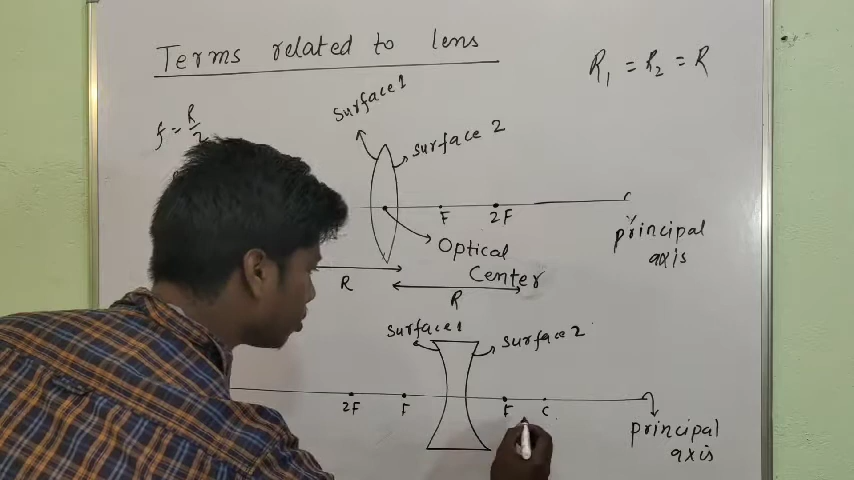 Terms related to lens
R₁ = R₂ = R
f = R/2
Surface 1
Surface 2
F 2F
principal
axis
Optical
Center
R
R
Surface 1
Surface 2
2F F F C
principal
axis